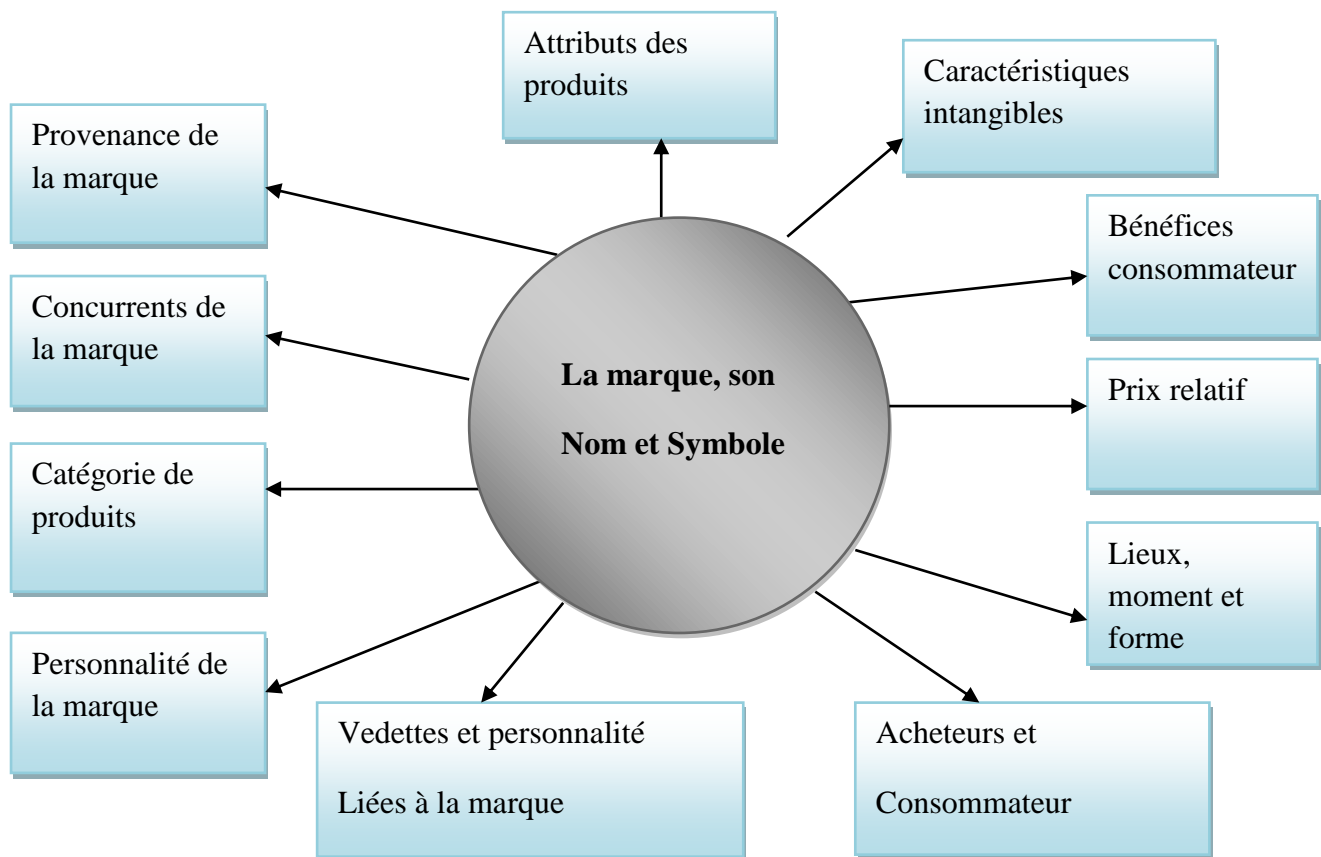 Attributs des
produits
Caractéristiques
intangibles
Provenance de
la marque
Bénéfices
consommateur
Concurrents de
la marque
La marque, son
Nom et Symbole
Prix relatif
Catégorie de
produits
Lieux,
moment et
forme
Personnalité de
la marque
Vedettes et personnalité
Liées à la marque
Acheteurs et
Consommateur